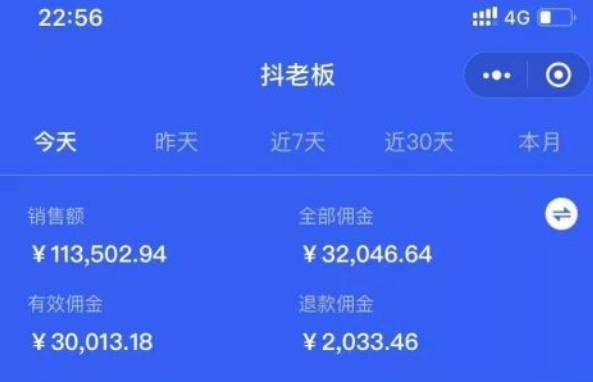 22:56 4G
抖老板
今天 昨天 近7天 近30天 本月
销售额 全部佣金
¥113,502.94 ¥32,046.64
有效佣金 退款佣金
¥30,013.18 ¥2,033.46